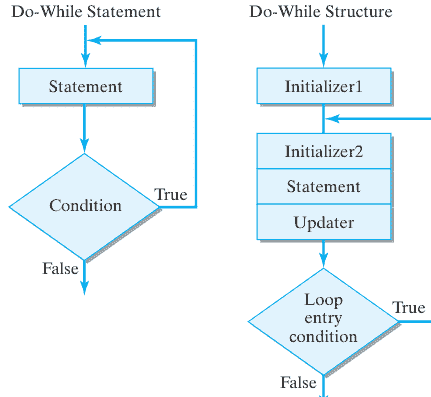 Do-While Statement
Statement
Condition
True
False
Do-While Structure
Initializer1
Initializer2
Statement
Updater
Loop
entry
condition
True
False